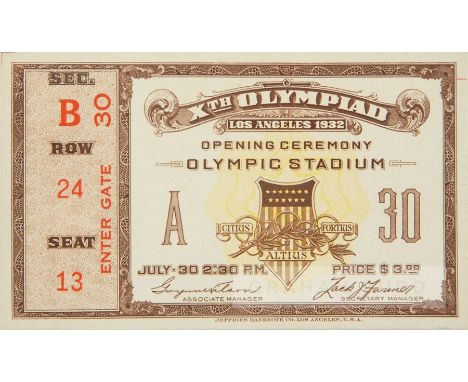 SEC.
B
ROW
24
SEAT
13
ENTER GATE 30
XTH OLYMPIAD
LOS ANGELES 1932
OPENING CEREMONY
OLYMPIC STADIUM
A
30
CITIUS
FORTIUS
ALTIUS
JULY·30 2:30 P.M.
PRICE $3.00
ASSOCIATE MANAGER
SECRETARY MANAGER
JEFFRIES BANKNOTE CO. LOS ANGELES, U.S.A.